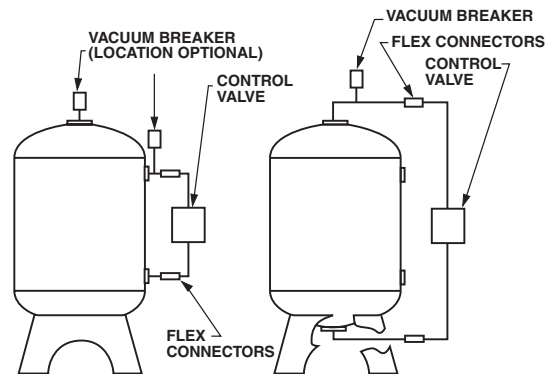 VACUUM BREAKER
(LOCATION OPTIONAL)
CONTROL
VALVE
FLEX
CONNECTORS
VACUUM BREAKER
FLEX CONNECTORS
CONTROL
VALVE